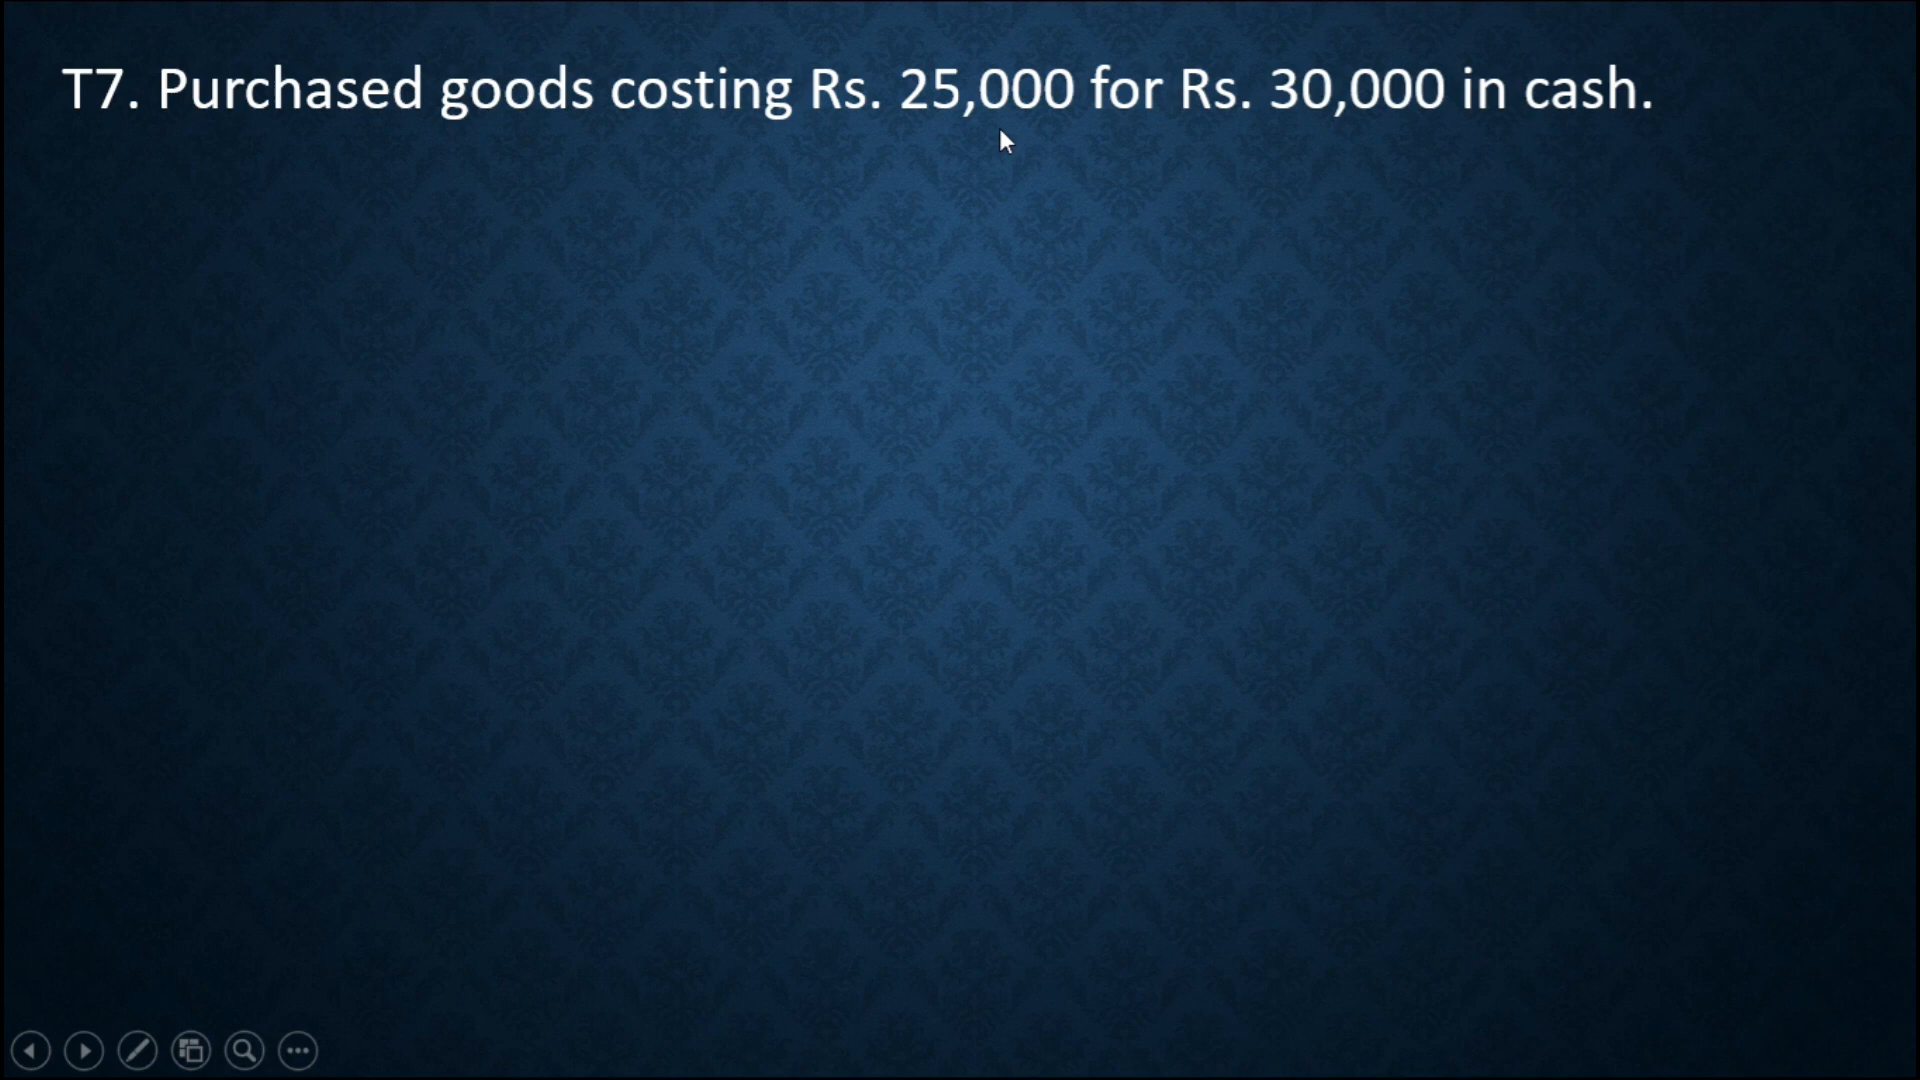 T7. Purchased goods costing Rs. 25,000 for Rs. 30,000 in cash.